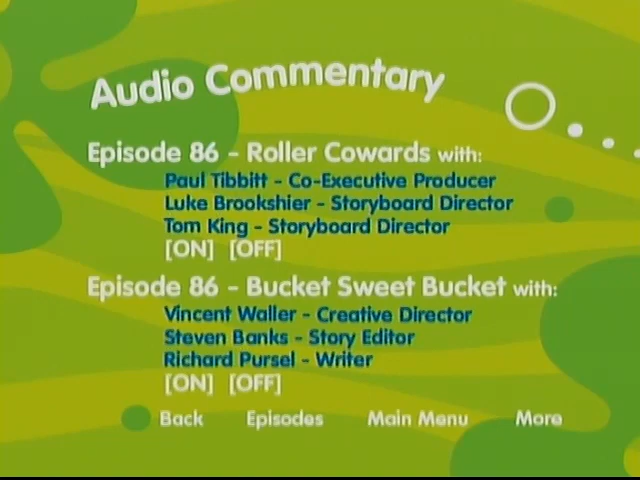 Audio Commentary
Episode 86 - Roller Cowards with:
Paul Tibbitt - Co-Executive Producer
Luke Brookshier - Storyboard Director
Tom King - Storyboard Director
[ON] [OFF]
Episode 86 - Bucket Sweet Bucket with:
Vincent Waller - Creative Director
Steven Banks - Story Editor
Richard Pursel - Writer
[ON] [OFF]
Back Episodes Main Menu More